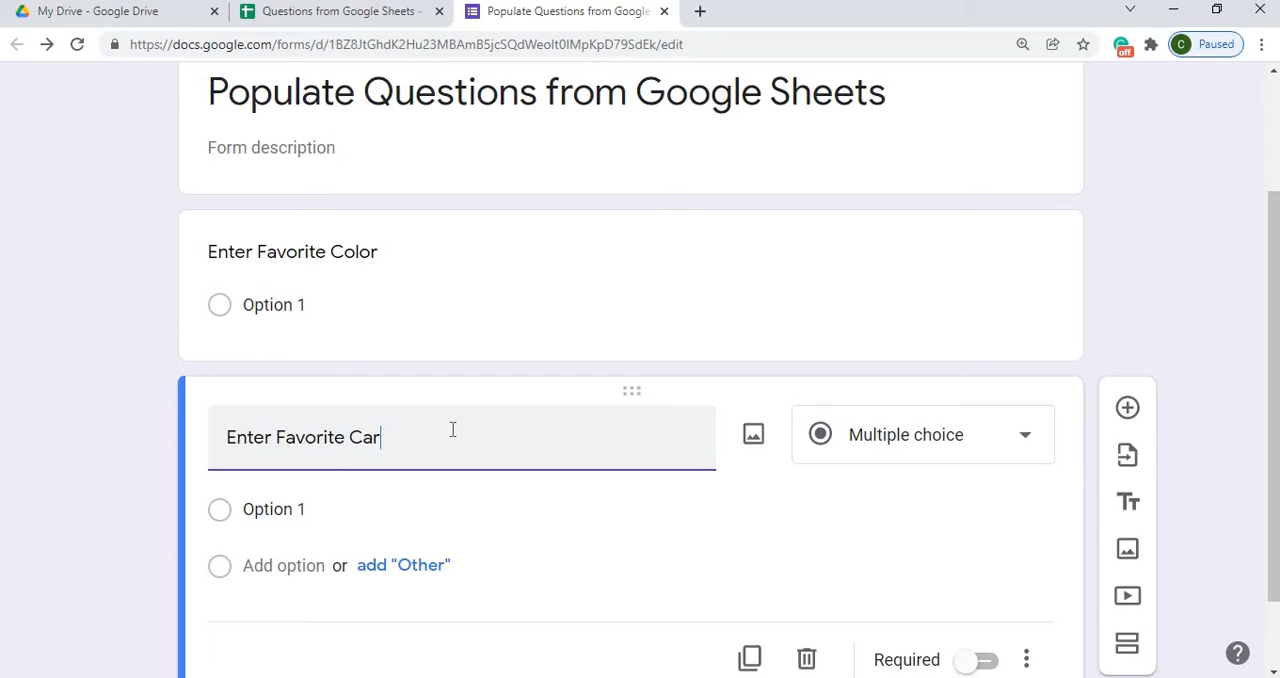 My Drive - Google Drive
Questions from Google Sheets -
Populate Questions from Google
https://docs.google.com/forms/d/1BZ8JtGhdK2Hu23MBAmB5jcSQdWeolt0IMpKpD79SdEk/edit
off
C
Paused
Populate Questions from Google Sheets
Form description
Enter Favorite Color
Option 1
Enter Favorite Car
Multiple choice
Option 1
Add option or add "Other"
Required